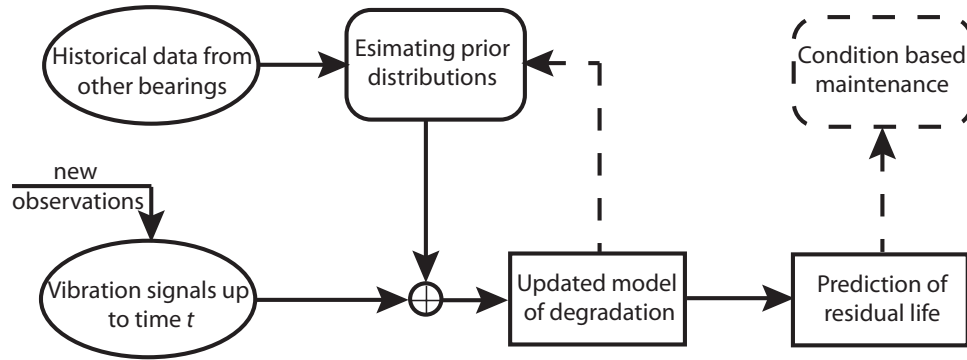 Historical data from
other bearings
Esimating prior
distributions
Condition based
maintenance
new
observations
Vibration signals up
to time t
Updated model
of degradation
Prediction of
residual life